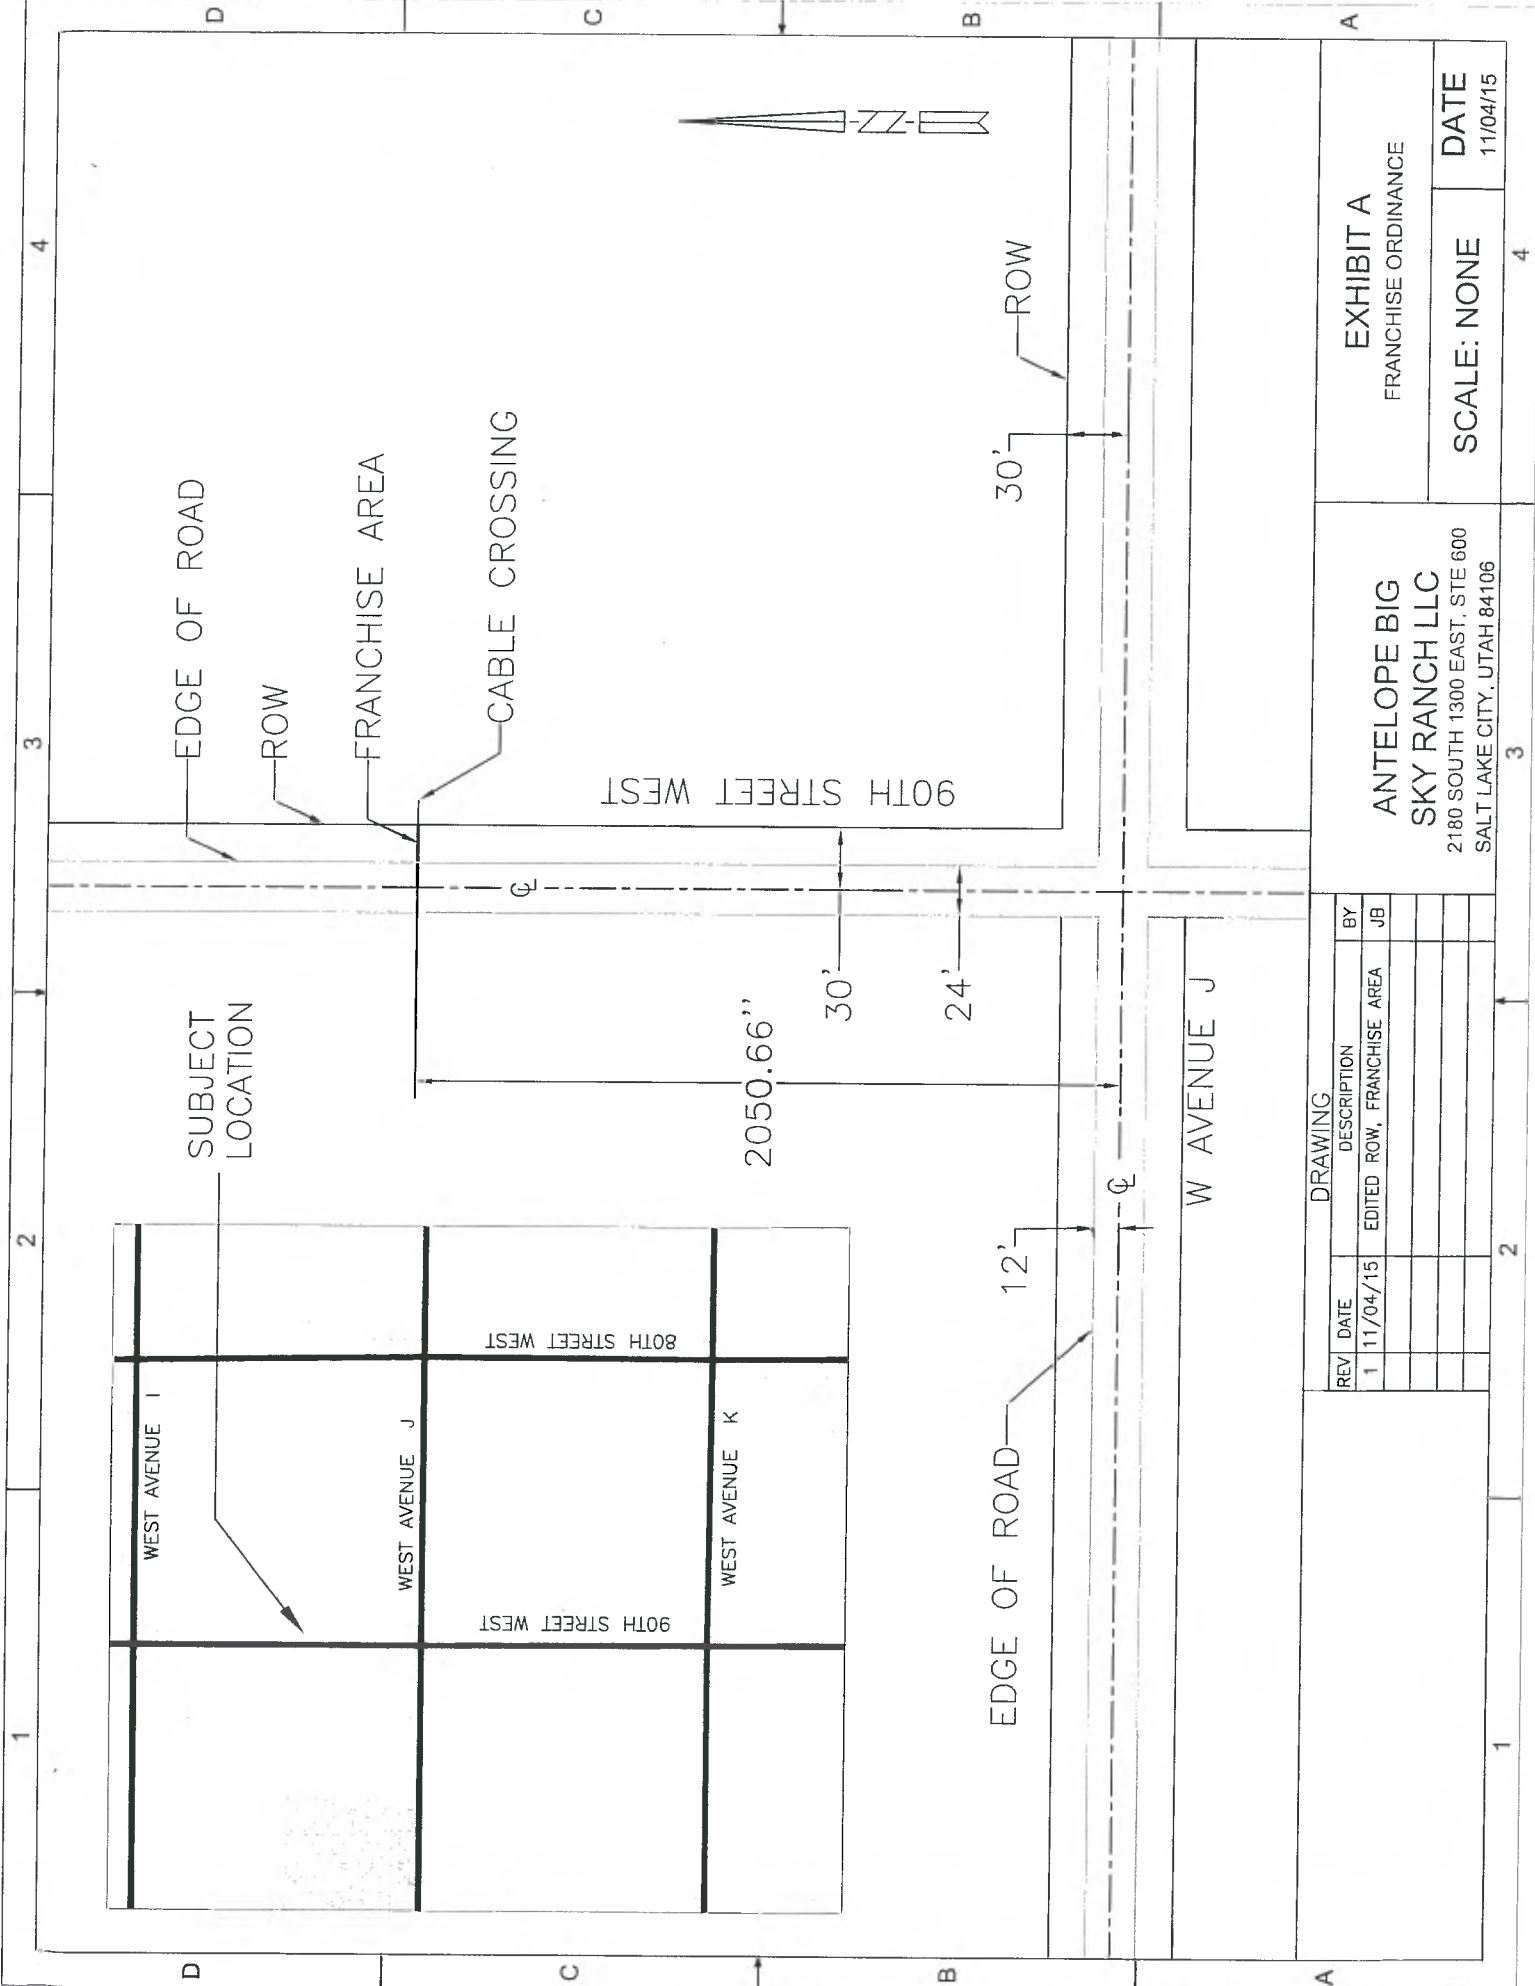 1
2
3
4
D
C
B
A
D
C
B
A
SUBJECT
LOCATION
WEST AVENUE I
WEST AVENUE J
WEST AVENUE K
90TH STREET WEST
80TH STREET WEST
EDGE OF ROAD
ROW
FRANCHISE AREA
CABLE CROSSING
90TH STREET WEST
℄
2050.66''
30'
24'
30'
ROW
12'
EDGE OF ROAD
℄
W AVENUE J
N
DRAWING
REV DATE DESCRIPTION BY
1 11/04/15 EDITED ROW, FRANCHISE AREA JB
ANTELOPE BIG
SKY RANCH LLC
2180 SOUTH 1300 EAST, STE 600
SALT LAKE CITY, UTAH 84106
EXHIBIT A
FRANCHISE ORDINANCE
SCALE: NONE
DATE
11/04/15
1
2
3
4